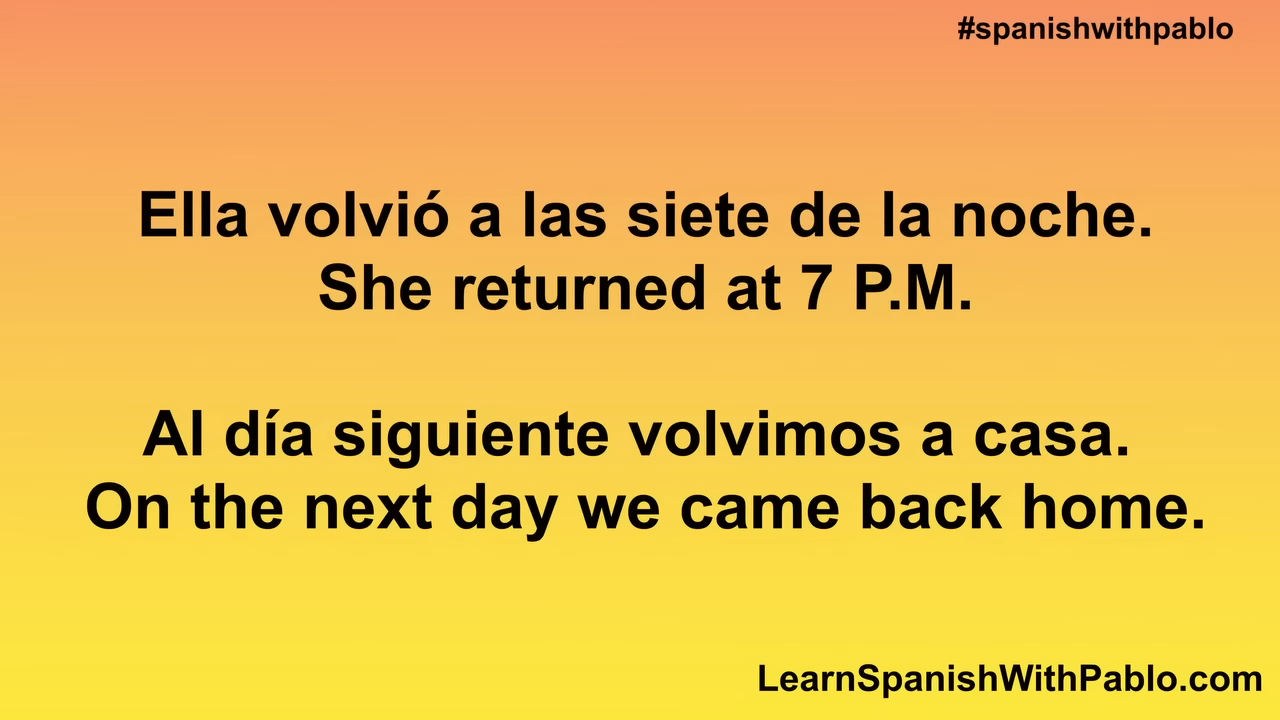 #spanishwithpablo
Ella volvió a las siete de la noche.
She returned at 7 P.M.
Al día siguiente volvimos a casa.
On the next day we came back home.
LearnSpanishWithPablo.com